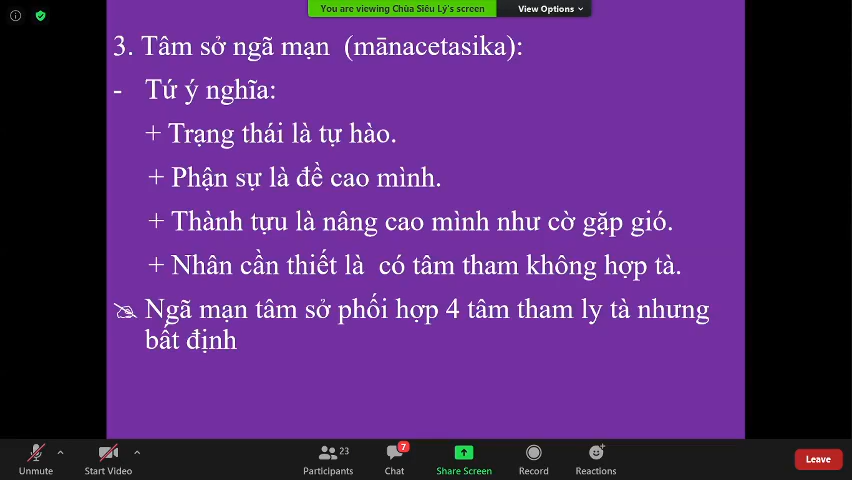 You are viewing Chùa Siêu Lý's screen
View Options
3. Tâm sở ngã mạn (mānacetasika):
- Tứ ý nghĩa:
+ Trạng thái là tự hào.
+ Phận sự là đề cao mình.
+ Thành tựu là nâng cao mình như cờ gặp gió.
+ Nhân cần thiết là có tâm tham không hợp tà.
Ngã mạn tâm sở phối hợp 4 tâm tham ly tà nhưng
bất định
Unmute
Start Video
Participants
23
Chat
7
Share Screen
Record
Reactions
Leave